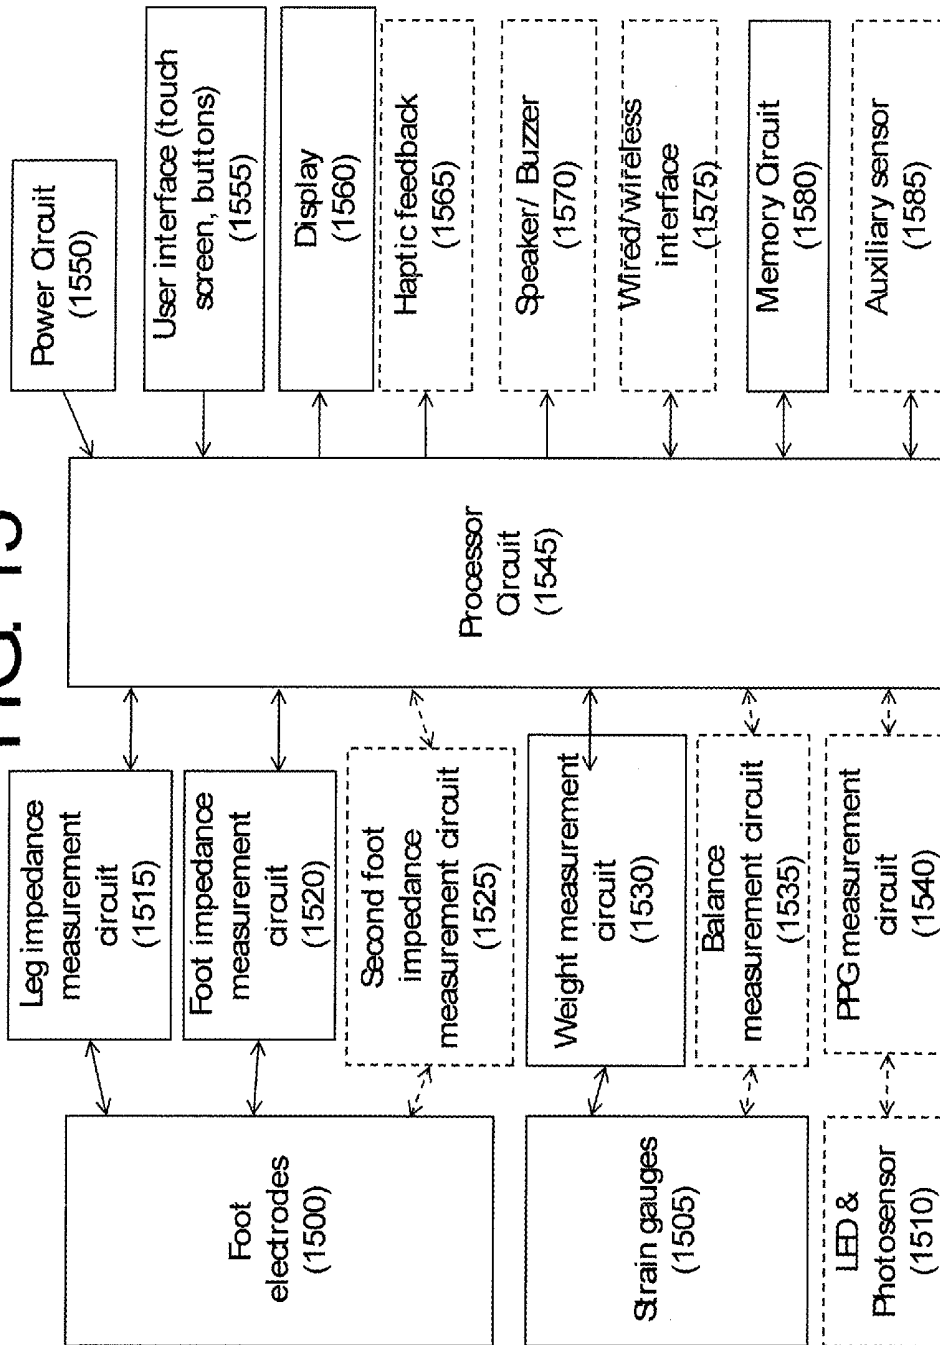 FIG. 15
Foot
electrodes
(1500)
Strain gauges
(1505)
LED &
Photosensor
(1510)
Leg impedance
measurement
circuit
(1515)
Foot impedance
measurement
circuit
(1520)
Second foot
impedance
measurement circuit
(1525)
Weight measurement
circuit
(1530)
Balance
measurement circuit
(1535)
PPG measurement
circuit
(1540)
Processor
Circuit
(1545)
Power Circuit
(1550)
User interface (touch
screen, buttons)
(1555)
Display
(1560)
Haptic feedback
(1565)
Speaker/ Buzzer
(1570)
Wired/wireless
interface
(1575)
Memory Circuit
(1580)
Auxiliary sensor
(1585)